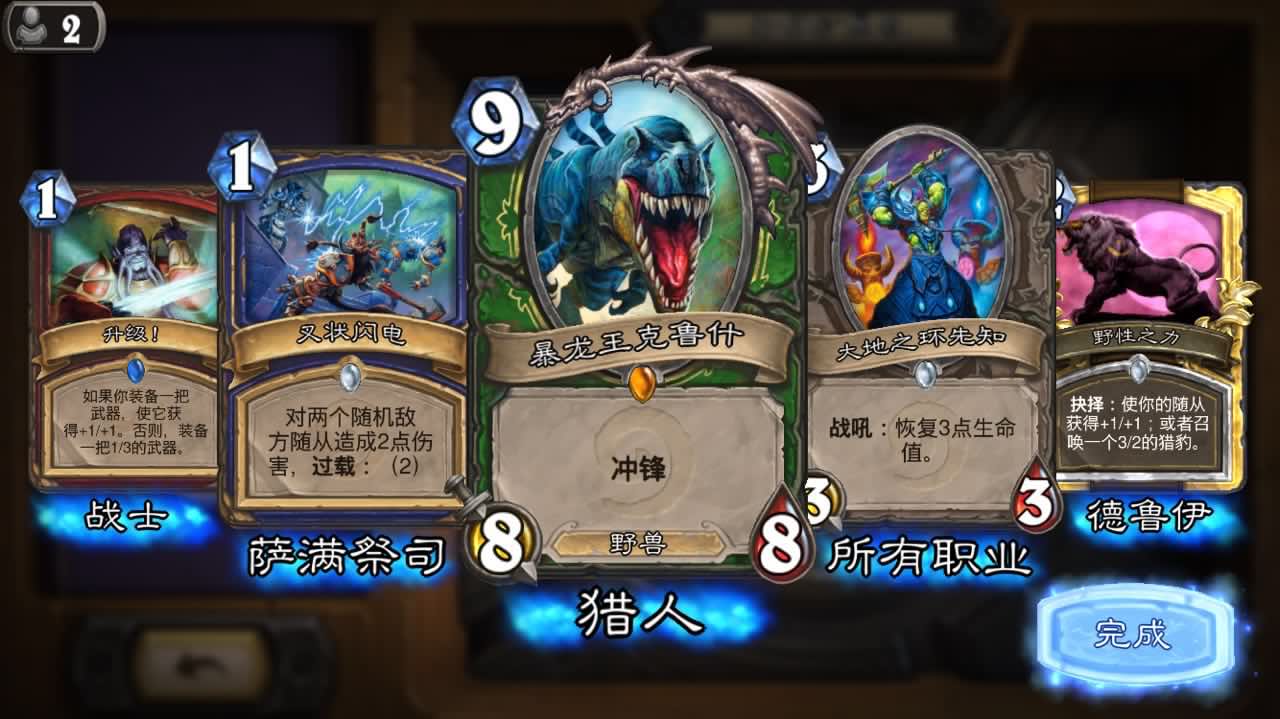 2
1
升级！
如果你装备一把
武器，使它获
得+1/+1。否则，装备
一把1/3的武器。
战士
1
叉状闪电
对两个随机敌
方随从造成2点伤
害，过载：（2）
萨满祭司
9
暴龙王克鲁什
冲锋
8
野兽
8
猎人
大地之环先知
战吼：恢复3点生命
值。
3
3
所有职业
野性之力
抉择：使你的随从
获得+1/+1；或者召
唤一个3/2的猎豹。
德鲁伊
完成